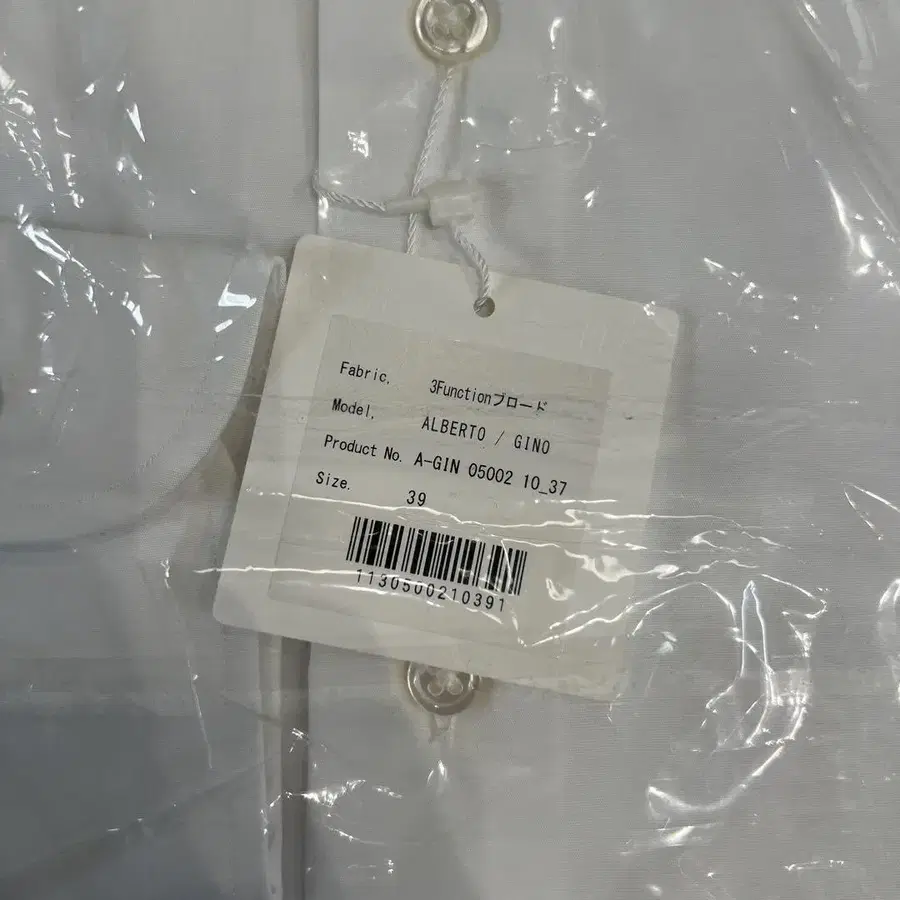 Fabric. 3Functionブロード
Model. ALBERTO / GINO
Product No. A-GIN 05002 10_37
Size. 39
1130500210391